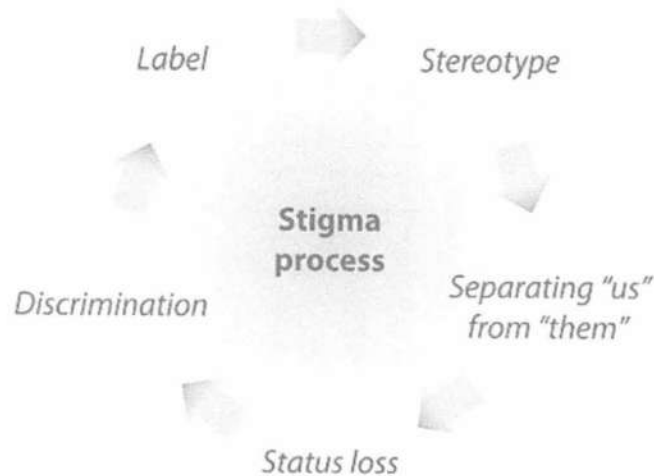 Label
Stereotype
Stigma
process
Separating "us"
from "them"
Discrimination
Status loss